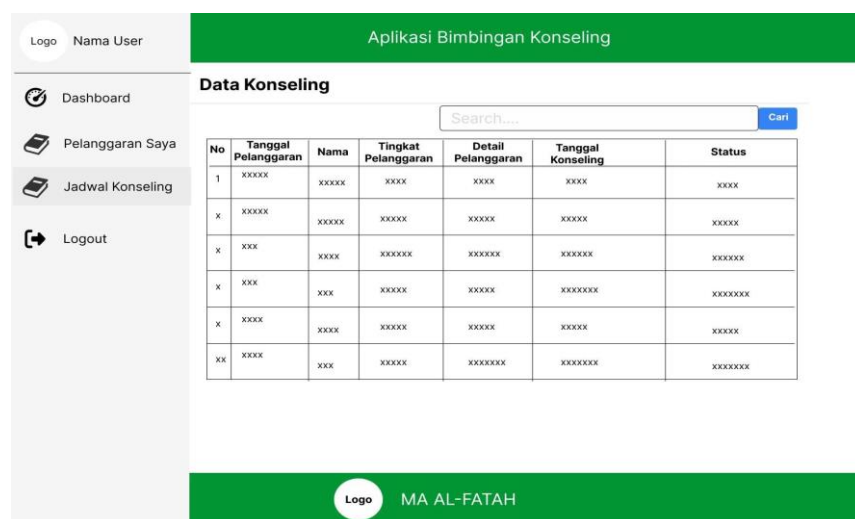 Logo Nama User
Aplikasi Bimbingan Konseling
Dashboard
Pelanggaran Saya
Jadwal Konseling
Logout
Data Konseling
Search....
Cari
No Tanggal Pelanggaran Nama Tingkat Pelanggaran Detail Pelanggaran Tanggal Konseling Status
1 xxxxx xxxxx xxxx xxxx xxxx xxxx
x xxxxx xxxxx xxxxx xxxxx xxxxx xxxxx
x xxx xxxx xxxxxx xxxxxx xxxxxx xxxxxx
x xxx xxx xxxxx xxxxx xxxxxxx xxxxxxx
x xxxx xxxx xxxxx xxxxx xxxxx xxxxx
xx xxxx xxx xxxxx xxxxxxx xxxxxxx xxxxxxx
Logo MA AL-FATAH